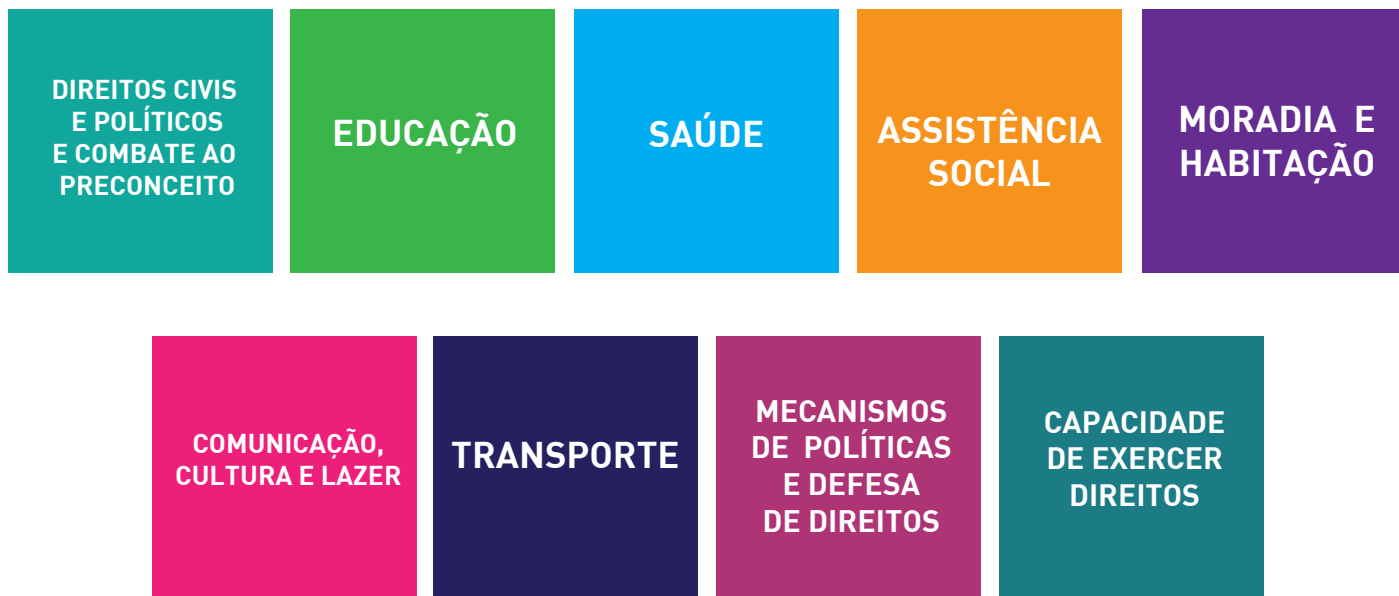 DIREITOS CIVIS
E POLÍTICOS
E COMBATE AO
PRECONCEITO
EDUCAÇÃO
SAÚDE
ASSISTÊNCIA
SOCIAL
MORADIA E
HABITAÇÃO
COMUNICAÇÃO,
CULTURA E LAZER
TRANSPORTE
MECANISMOS
DE POLÍTICAS
E DEFESA
DE DIREITOS
CAPACIDADE
DE EXERCER
DIREITOS